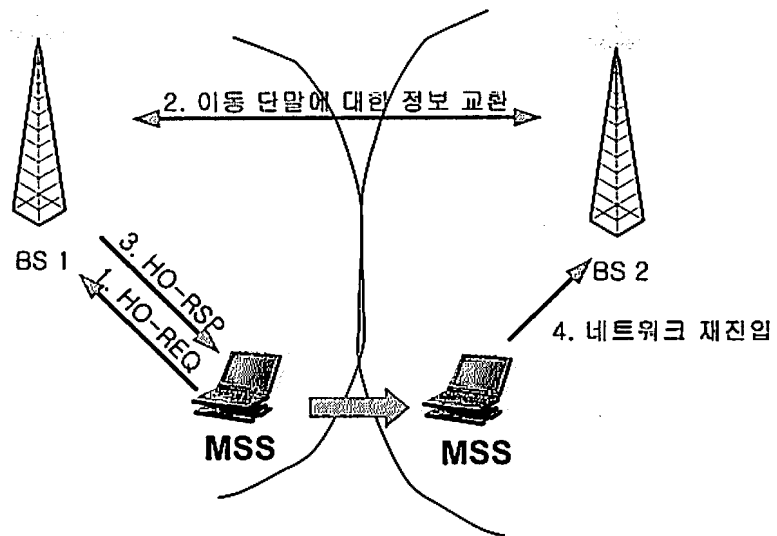 2. 이동 단말에 대한 정보 교환
BS 1
BS 2
3. HO-RSP
1. HO-REQ
4. 네트워크 재진입
MSS
MSS